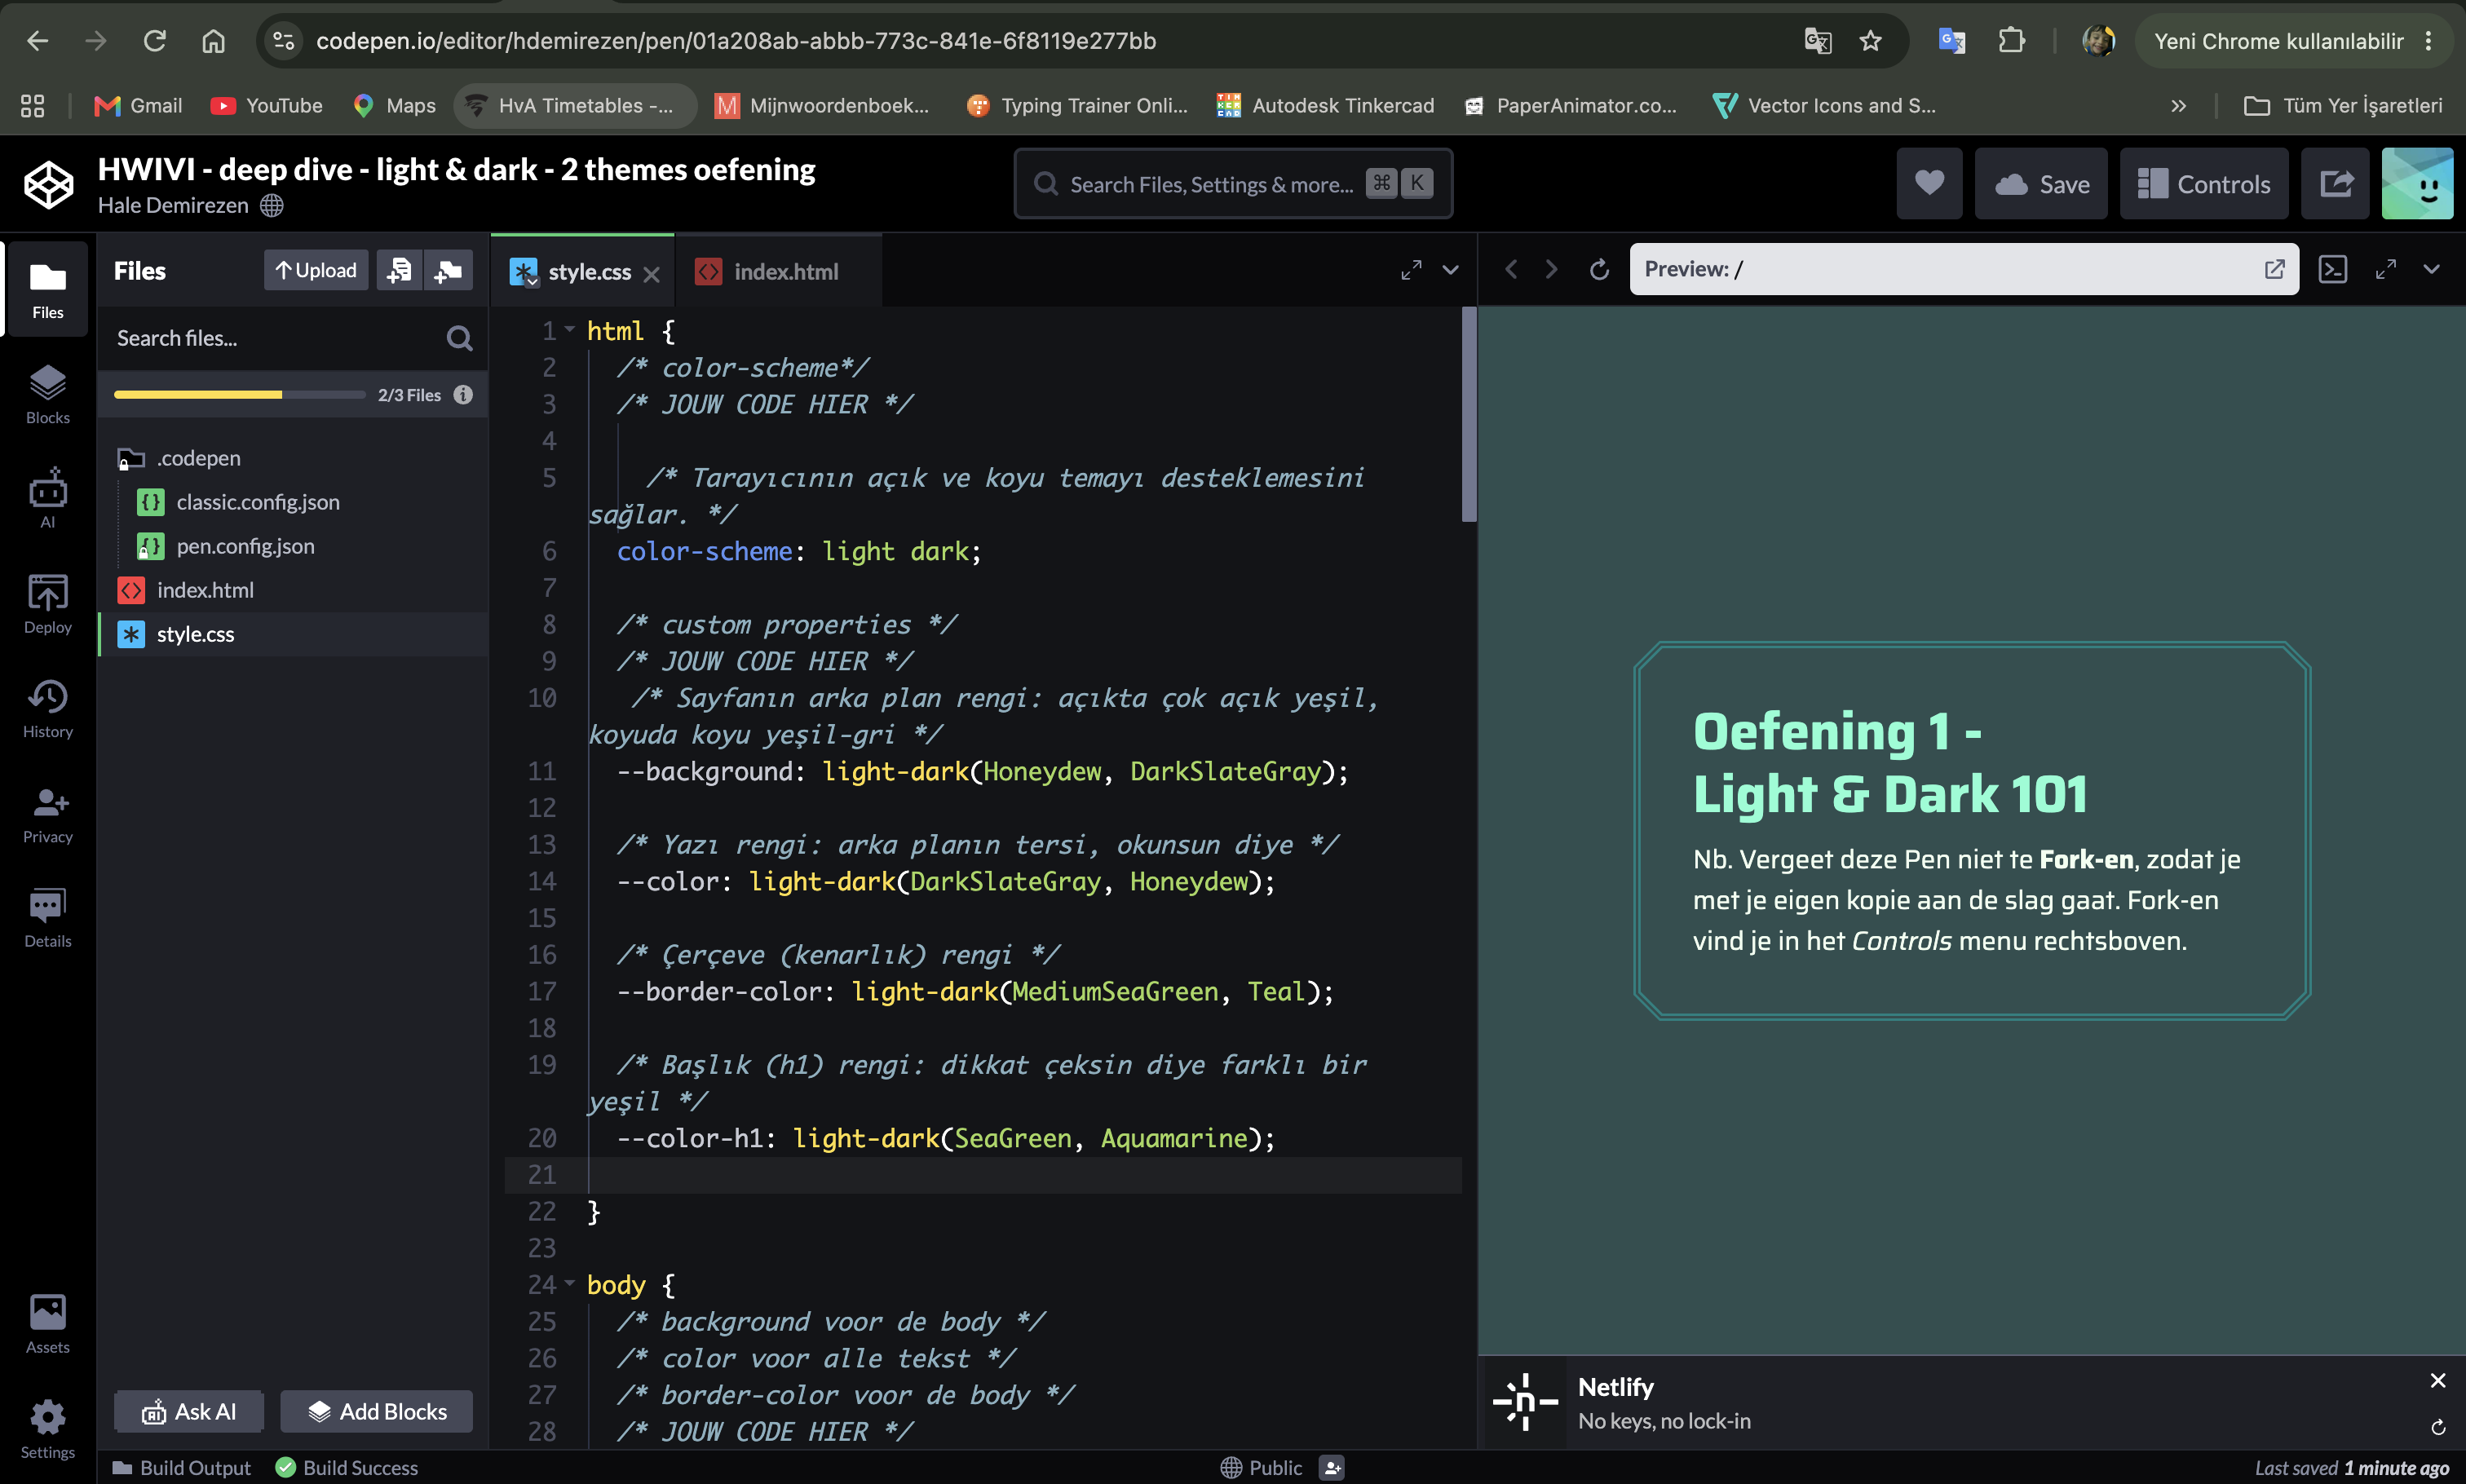 codepen.io/editor/hdemirezen/pen/01a208ab-abbb-773c-841e-6f8119e277bb
Yeni Chrome kullanılabilir
Gmail
YouTube
Maps
HvA Timetables -...
Mijnwoordenboek...
Typing Trainer Onli...
Autodesk Tinkercad
PaperAnimator.co...
Vector Icons and S...
»
Tüm Yer İşaretleri
HWIVI - deep dive - light & dark - 2 themes oefening
Hale Demirezen
Search Files, Settings & more... ⌘ K
Save
Controls
Files
Blocks
AI
Deploy
History
Privacy
Details
Assets
Settings
Files
Upload
Search files...
2/3 Files
.codepen
classic.config.json
pen.config.json
index.html
style.css
Ask AI
Add Blocks
style.css
index.html
1 html {
2 /* color-scheme*/
3 /* JOUW CODE HIER */
4
5 /* Tarayıcının açık ve koyu temayı desteklemesini
sağlar. */
6 color-scheme: light dark;
7
8 /* custom properties */
9 /* JOUW CODE HIER */
10 /* Sayfanın arka plan rengi: açıkta çok açık yeşil,
koyuda koyu yeşil-gri */
11 --background: light-dark(Honeydew, DarkSlateGray);
12
13 /* Yazı rengi: arka planın tersi, okunsun diye */
14 --color: light-dark(DarkSlateGray, Honeydew);
15
16 /* Çerçeve (kenarlık) rengi */
17 --border-color: light-dark(MediumSeaGreen, Teal);
18
19 /* Başlık (h1) rengi: dikkat çeksin diye farklı bir
yeşil */
20 --color-h1: light-dark(SeaGreen, Aquamarine);
21
22 }
23
24 body {
25 /* background voor de body */
26 /* color voor alle tekst */
27 /* border-color voor de body */
28 /* JOUW CODE HIER */
Preview: /
Oefening 1 -
Light & Dark 101
Nb. Vergeet deze Pen niet te Fork-en, zodat je
met je eigen kopie aan de slag gaat. Fork-en
vind je in het Controls menu rechtsboven.
Netlify
No keys, no lock-in
Build Output
Build Success
Public
Last saved 1 minute ago